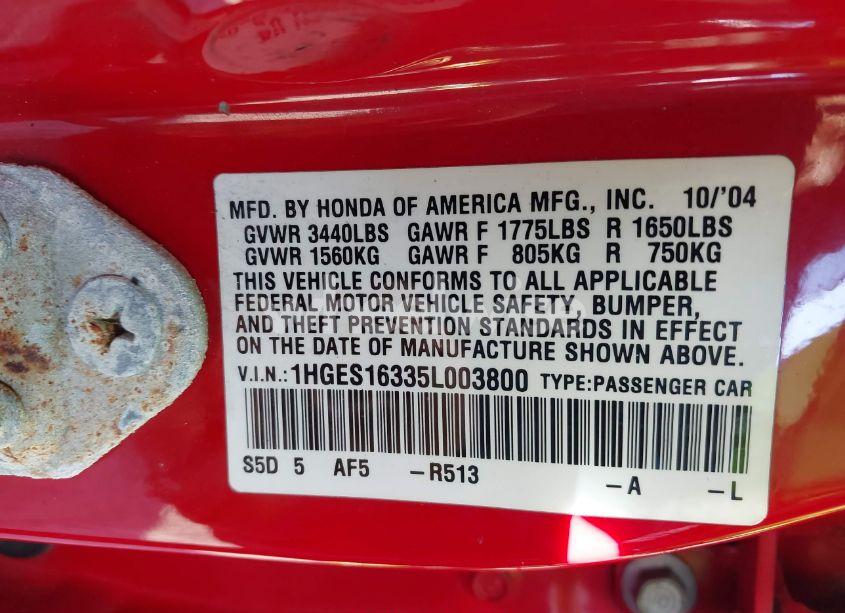 MFD. BY HONDA OF AMERICA MFG., INC. 10/'04
GVWR 3440LBS GAWR F 1775LBS R 1650LBS
GVWR 1560KG GAWR F 805KG R 750KG
THIS VEHICLE CONFORMS TO ALL APPLICABLE
FEDERAL MOTOR VEHICLE SAFETY, BUMPER,
AND THEFT PREVENTION STANDARDS IN EFFECT
ON THE DATE OF MANUFACTURE SHOWN ABOVE.
V.I.N.:1HGES16335L003800 TYPE:PASSENGER CAR
S5D 5 AF5 -R513 -A -L